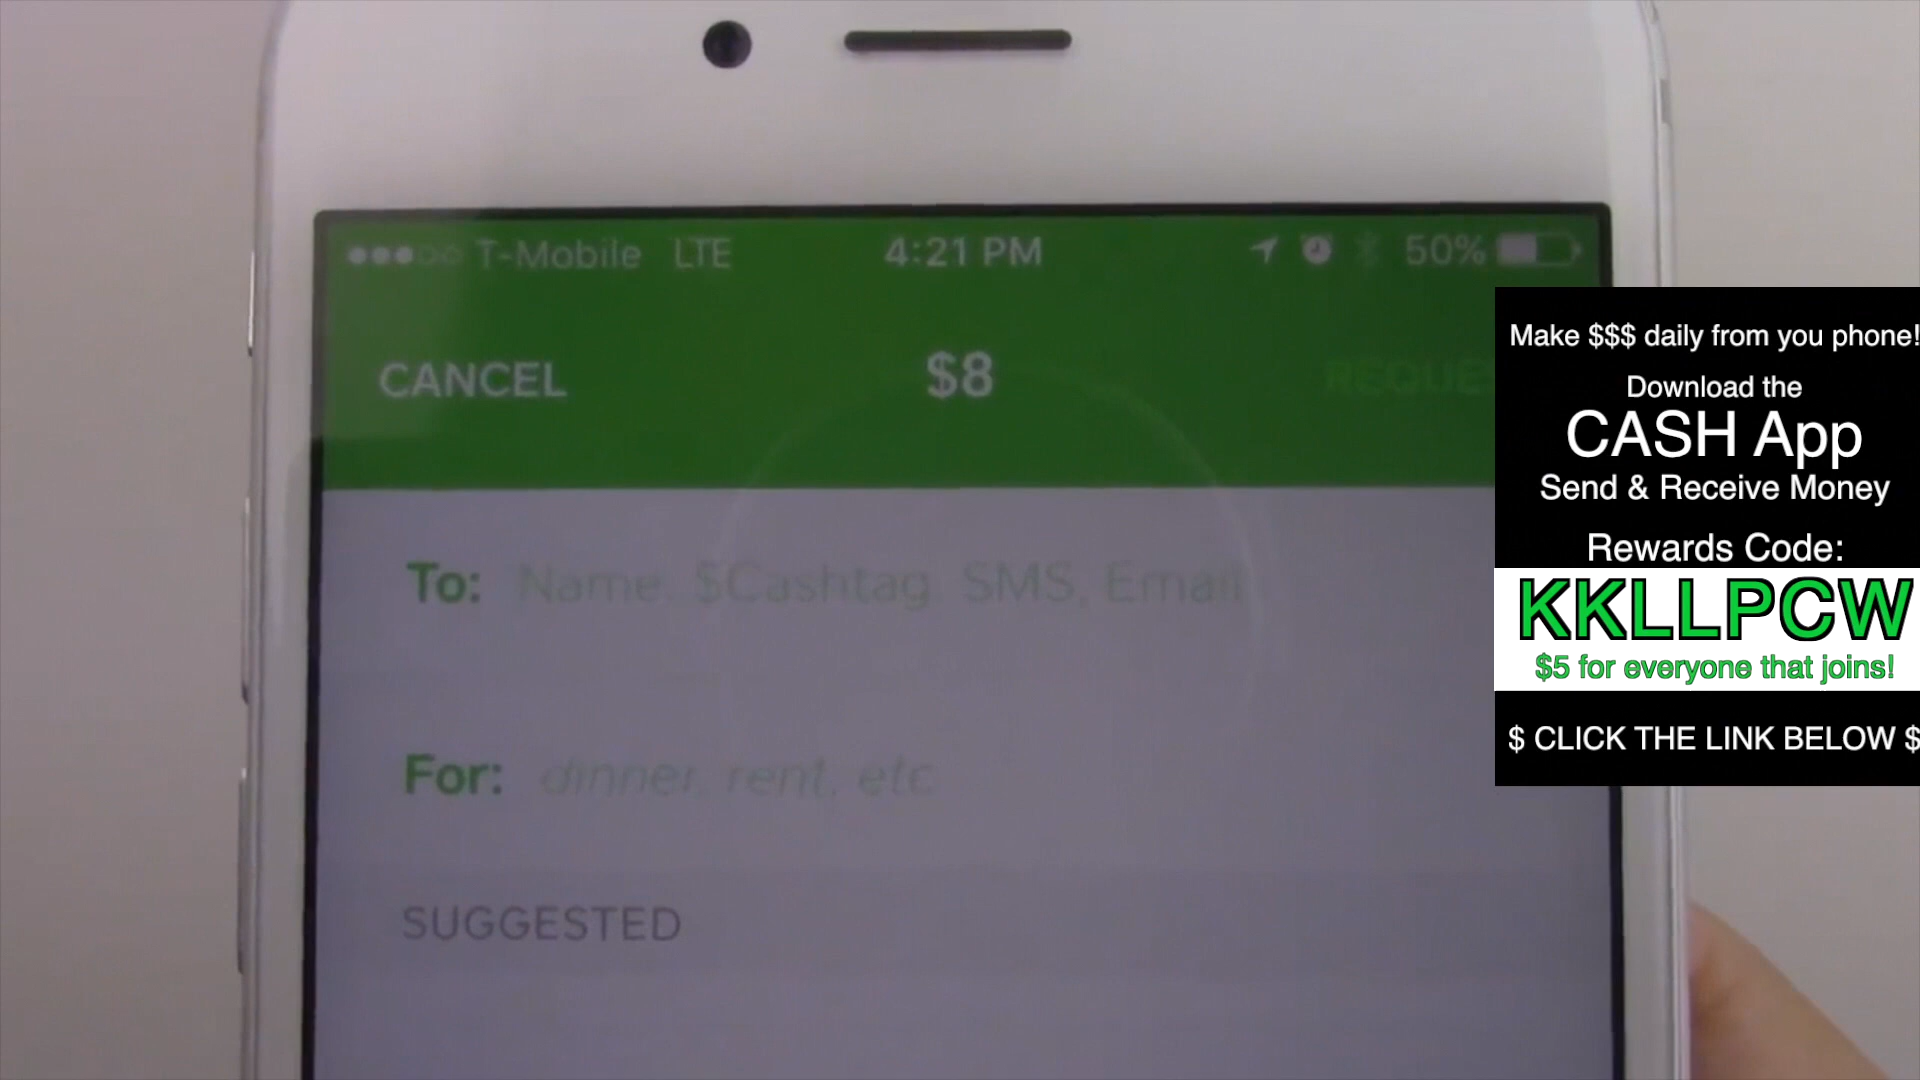 T-Mobile LTE 4:21 PM 50%
CANCEL $8 REQUE
To: Name, $Cashtag, SMS, Email
For: dinner, rent, etc
SUGGESTED
Make $$$ daily from you phone!
Download the
CASH App
Send & Receive Money
Rewards Code:
KKLLPCW
$5 for everyone that joins!
$ CLICK THE LINK BELOW $